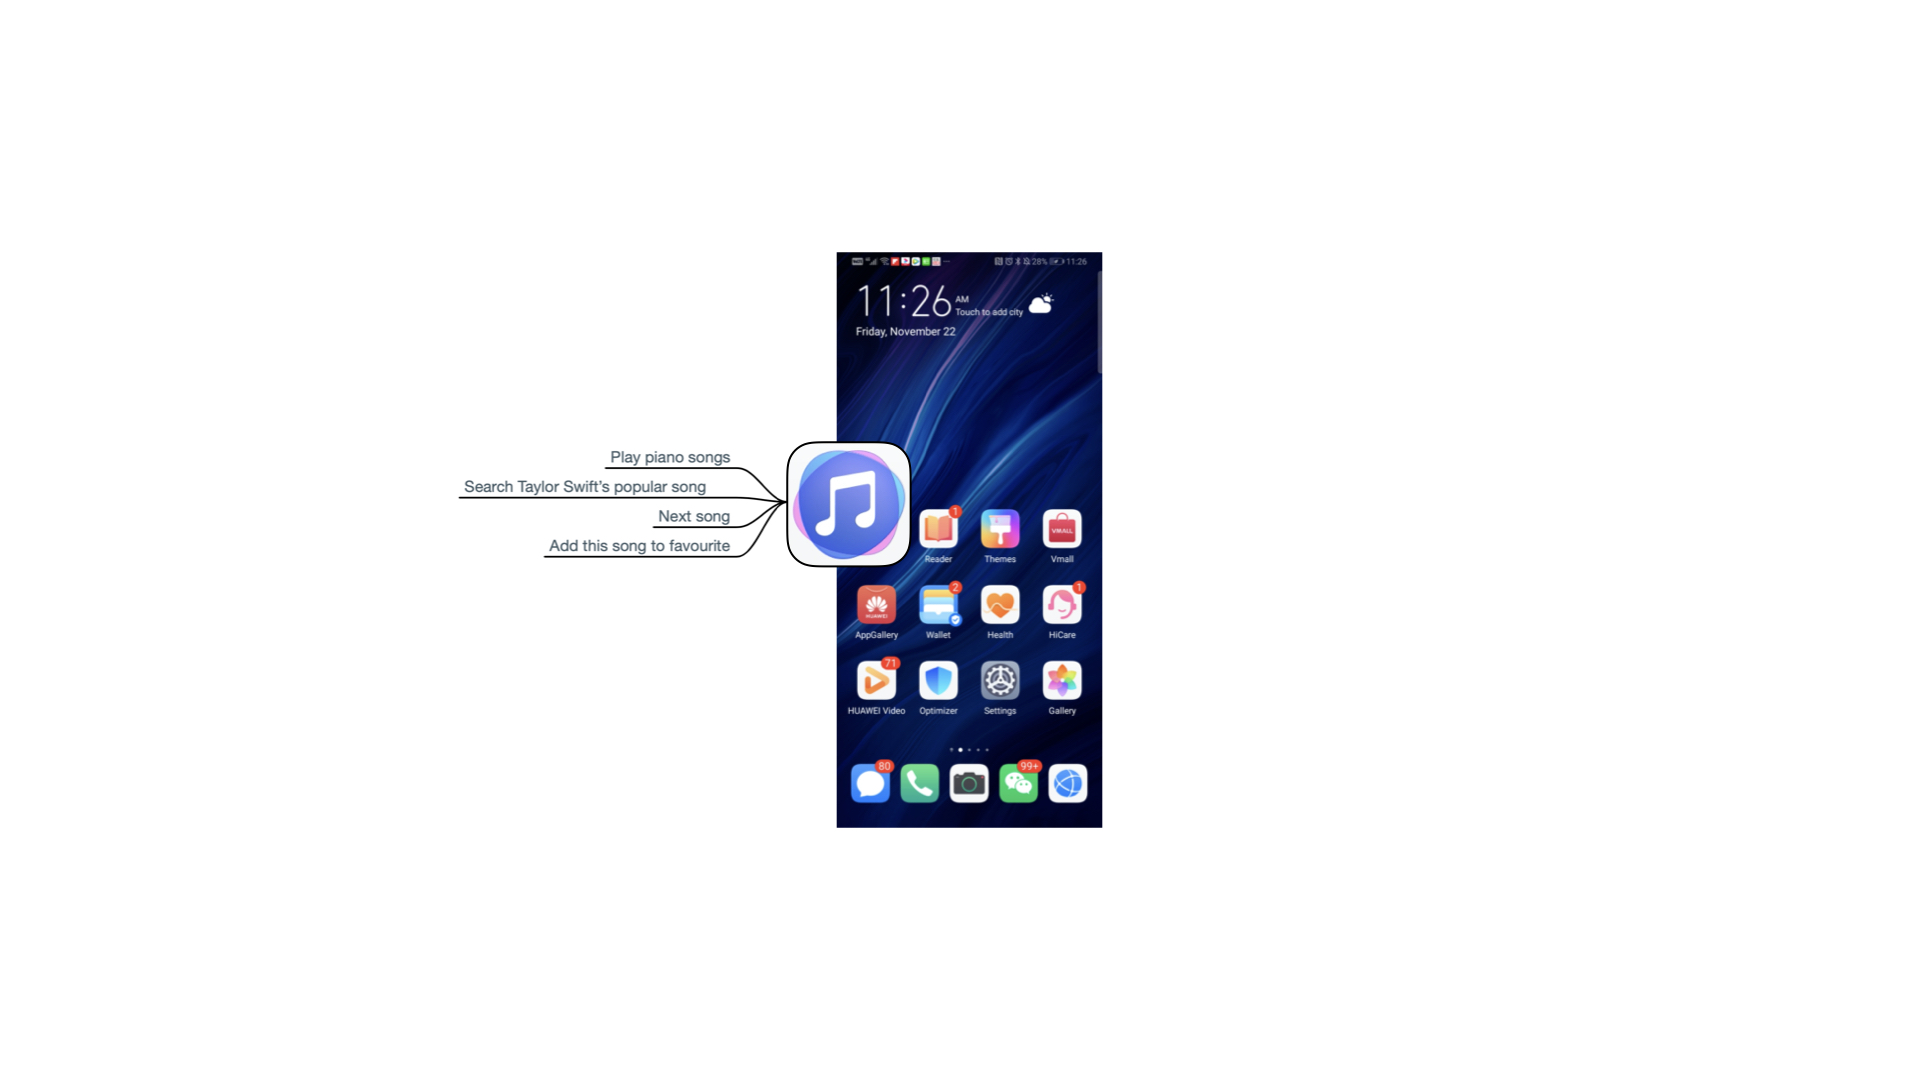 28% 11:26
11:26 AM
Touch to add city
Friday, November 22
Play piano songs
Search Taylor Swift's popular song
Next song
Add this song to favourite
1
VMALL
Reader Themes Vmall
2 1
HUAWEI
AppGallery Wallet Health HiCare
71
HUAWEI Video Optimizer Settings Gallery
80 99+